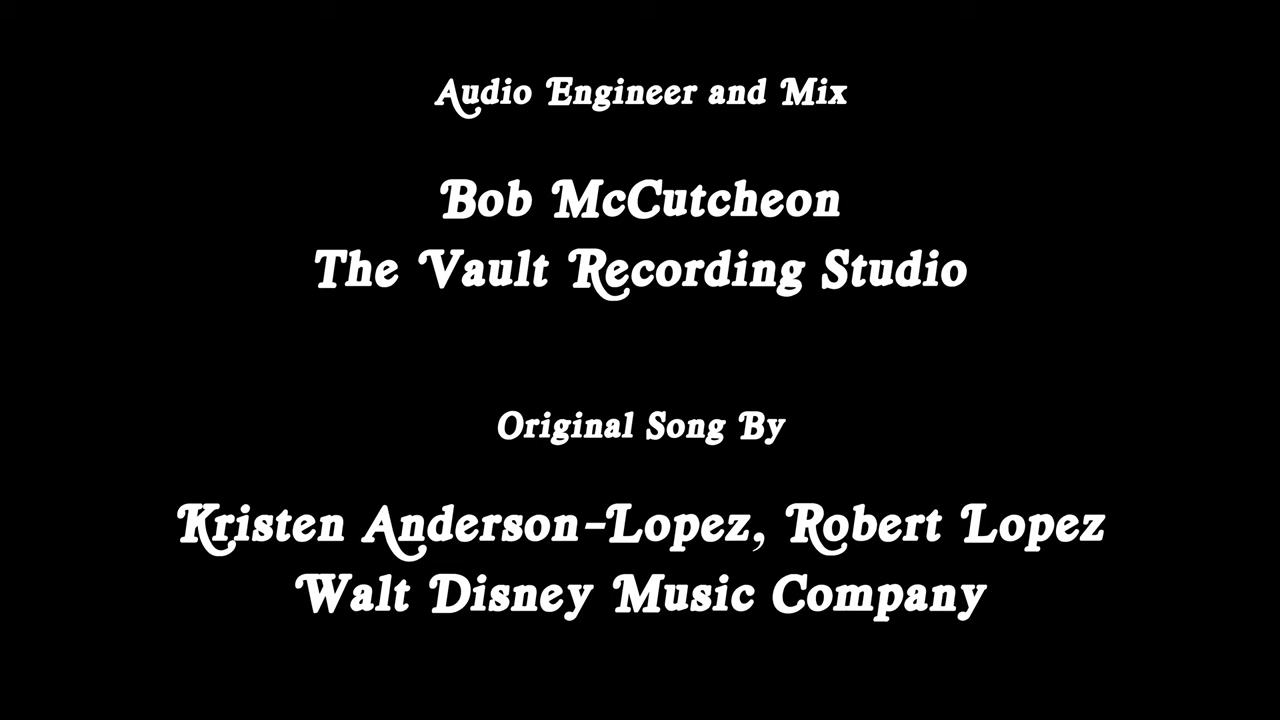 Audio Engineer and Mix
Bob McCutcheon
The Vault Recording Studio
Original Song By
Kristen Anderson-Lopez, Robert Lopez
Walt Disney Music Company